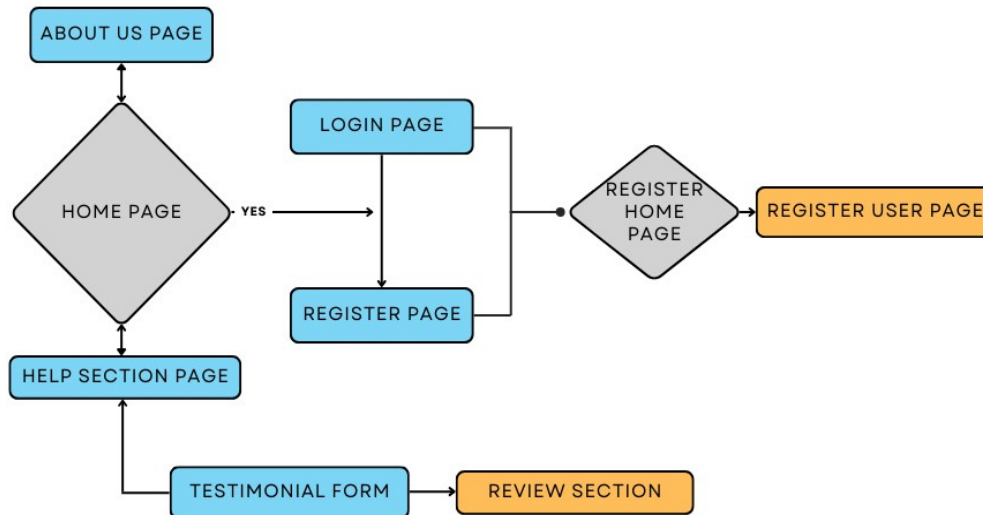 ABOUT US PAGE
LOGIN PAGE
HOME PAGE
YES
REGISTER
HOME
PAGE
REGISTER USER PAGE
REGISTER PAGE
HELP SECTION PAGE
TESTIMONIAL FORM
REVIEW SECTION